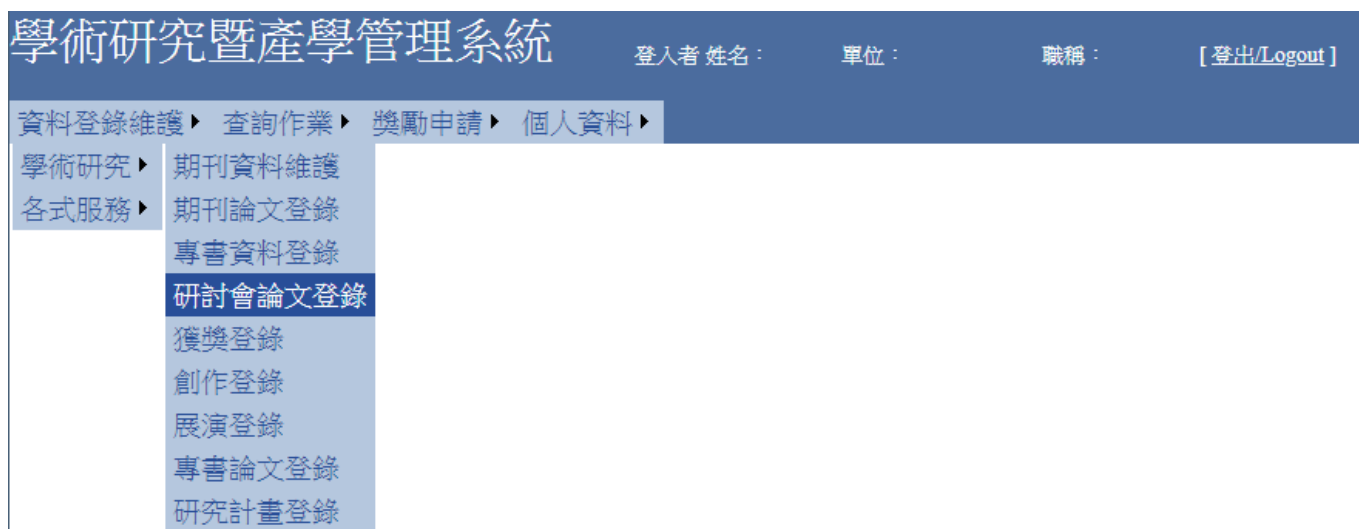 學術研究暨產學管理系統 登入者 姓名： 單位： 職稱： [ 登出/Logout ]
資料登錄維護 查詢作業 獎勵申請 個人資料
學術研究 期刊資料維護
各式服務 期刊論文登錄
專書資料登錄
研討會論文登錄
獲獎登錄
創作登錄
展演登錄
專書論文登錄
研究計畫登錄